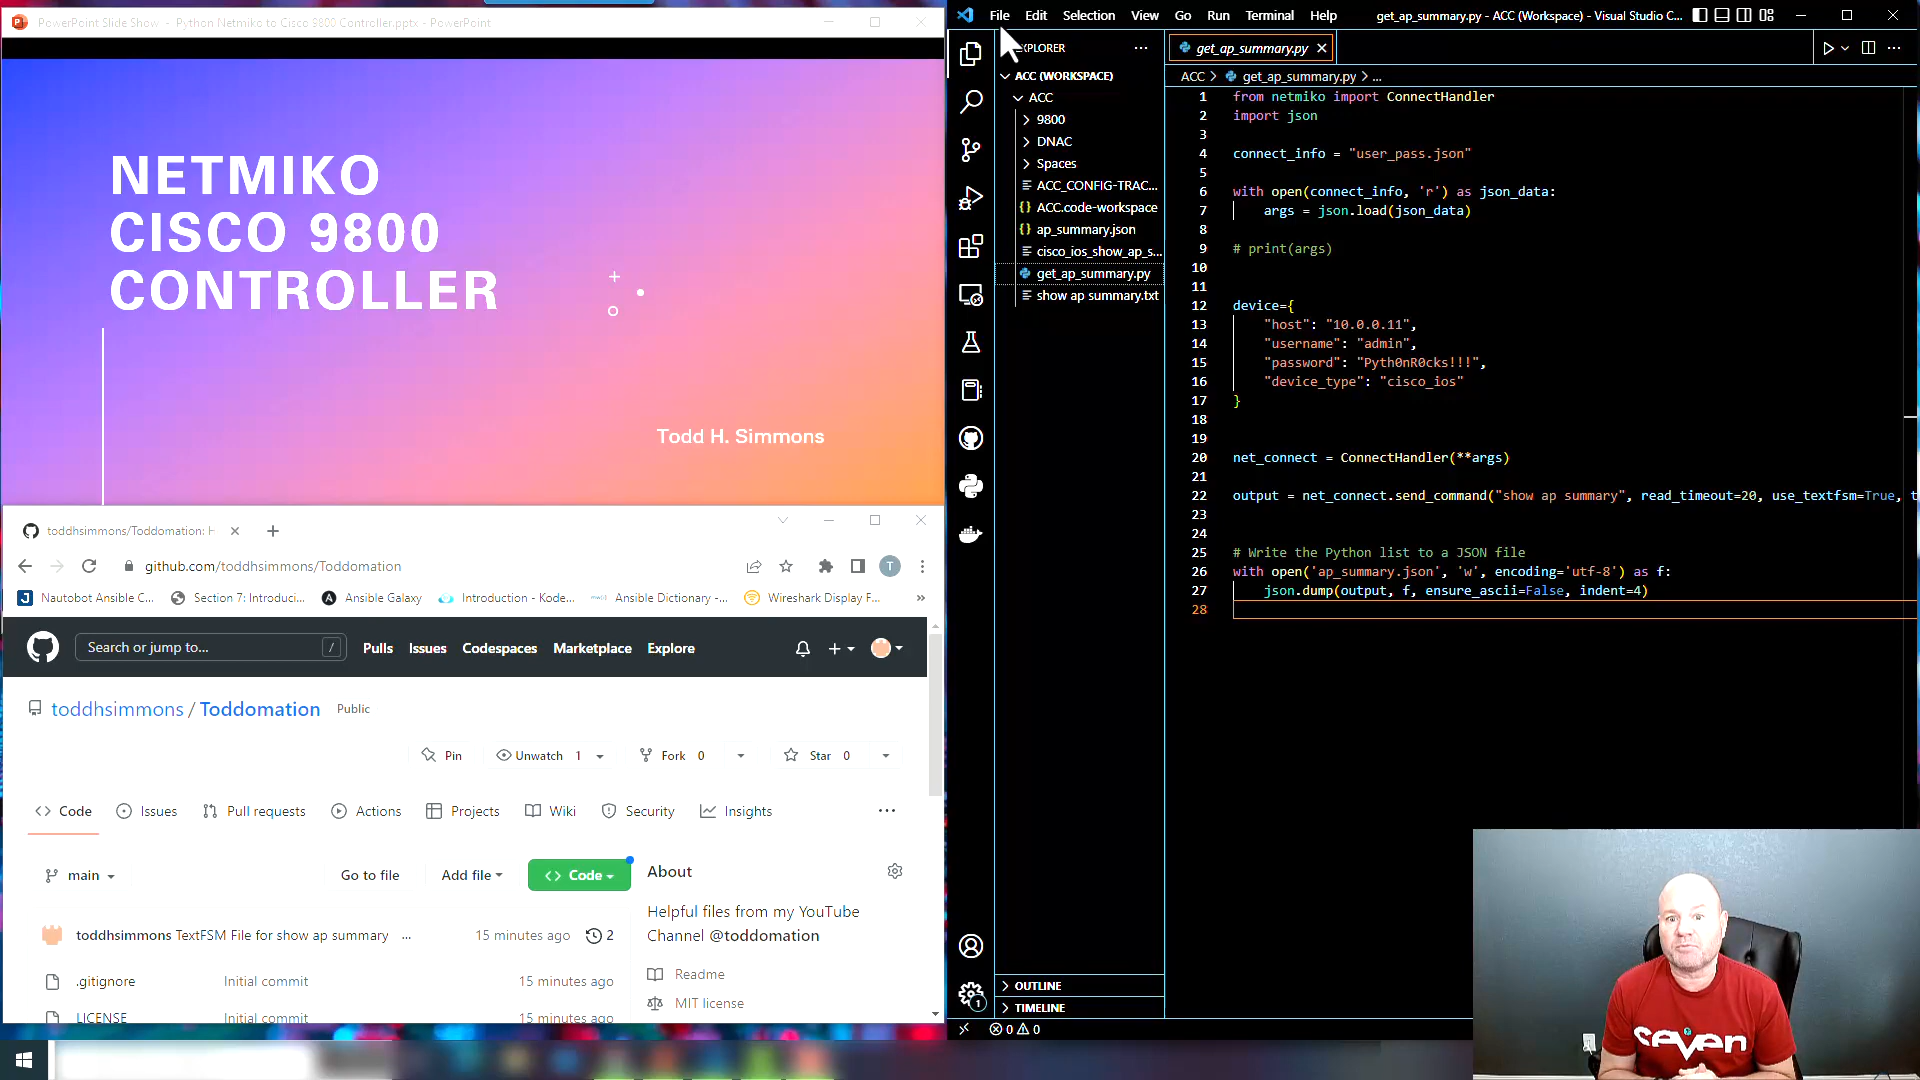 PowerPoint Slide Show - Python Netmiko to Cisco 9800 Controller.pptx - PowerPoint
NETMIKO
CISCO 9800
CONTROLLER
Todd H. Simmons
toddhsimmons/Toddomation: H
github.com/toddhsimmons/Toddomation
T
Nautobot Ansible C...
Section 7: Introduci...
Ansible Galaxy
Introduction - Kode...
Ansible Dictionary -...
Wireshark Display F...
»
Search or jump to... /
Pulls
Issues
Codespaces
Marketplace
Explore
toddhsimmons / Toddomation Public
Pin
Unwatch 1
Fork 0
Star 0
Code
Issues
Pull requests
Actions
Projects
Wiki
Security
Insights
main
Go to file
Add file
Code
About
Helpful files from my YouTube
Channel @toddomation
toddhsimmons TextFSM File for show ap summary ... 15 minutes ago 2
Readme
.gitignore Initial commit 15 minutes ago
MIT license
LICENSE Initial commit 15 minutes ago
File Edit Selection View Go Run Terminal Help
get_ap_summary.py - ACC (Workspace) - Visual Studio C...
XPLORER
ACC (WORKSPACE)
ACC
9800
DNAC
Spaces
ACC_CONFIG-TRAC...
{} ACC.code-workspace
{} ap_summary.json
cisco_ios_show_ap_s...
get_ap_summary.py
show ap summary.txt
OUTLINE
TIMELINE
1
0 0
get_ap_summary.py
ACC > get_ap_summary.py > ...
1 from netmiko import ConnectHandler
2 import json
3
4 connect_info = "user_pass.json"
5
6 with open(connect_info, 'r') as json_data:
7 args = json.load(json_data)
8
9 # print(args)
10
11
12 device={
13 "host": "10.0.0.11",
14 "username": "admin",
15 "password": "Pyth0nR0cks!!!",
16 "device_type": "cisco_ios"
17 }
18
19
20 net_connect = ConnectHandler(**args)
21
22 output = net_connect.send_command("show ap summary", read_timeout=20, use_textfsm=True, t
23
24
25 # Write the Python list to a JSON file
26 with open('ap_summary.json', 'w', encoding='utf-8') as f:
27 json.dump(output, f, ensure_ascii=False, indent=4)
28
seven